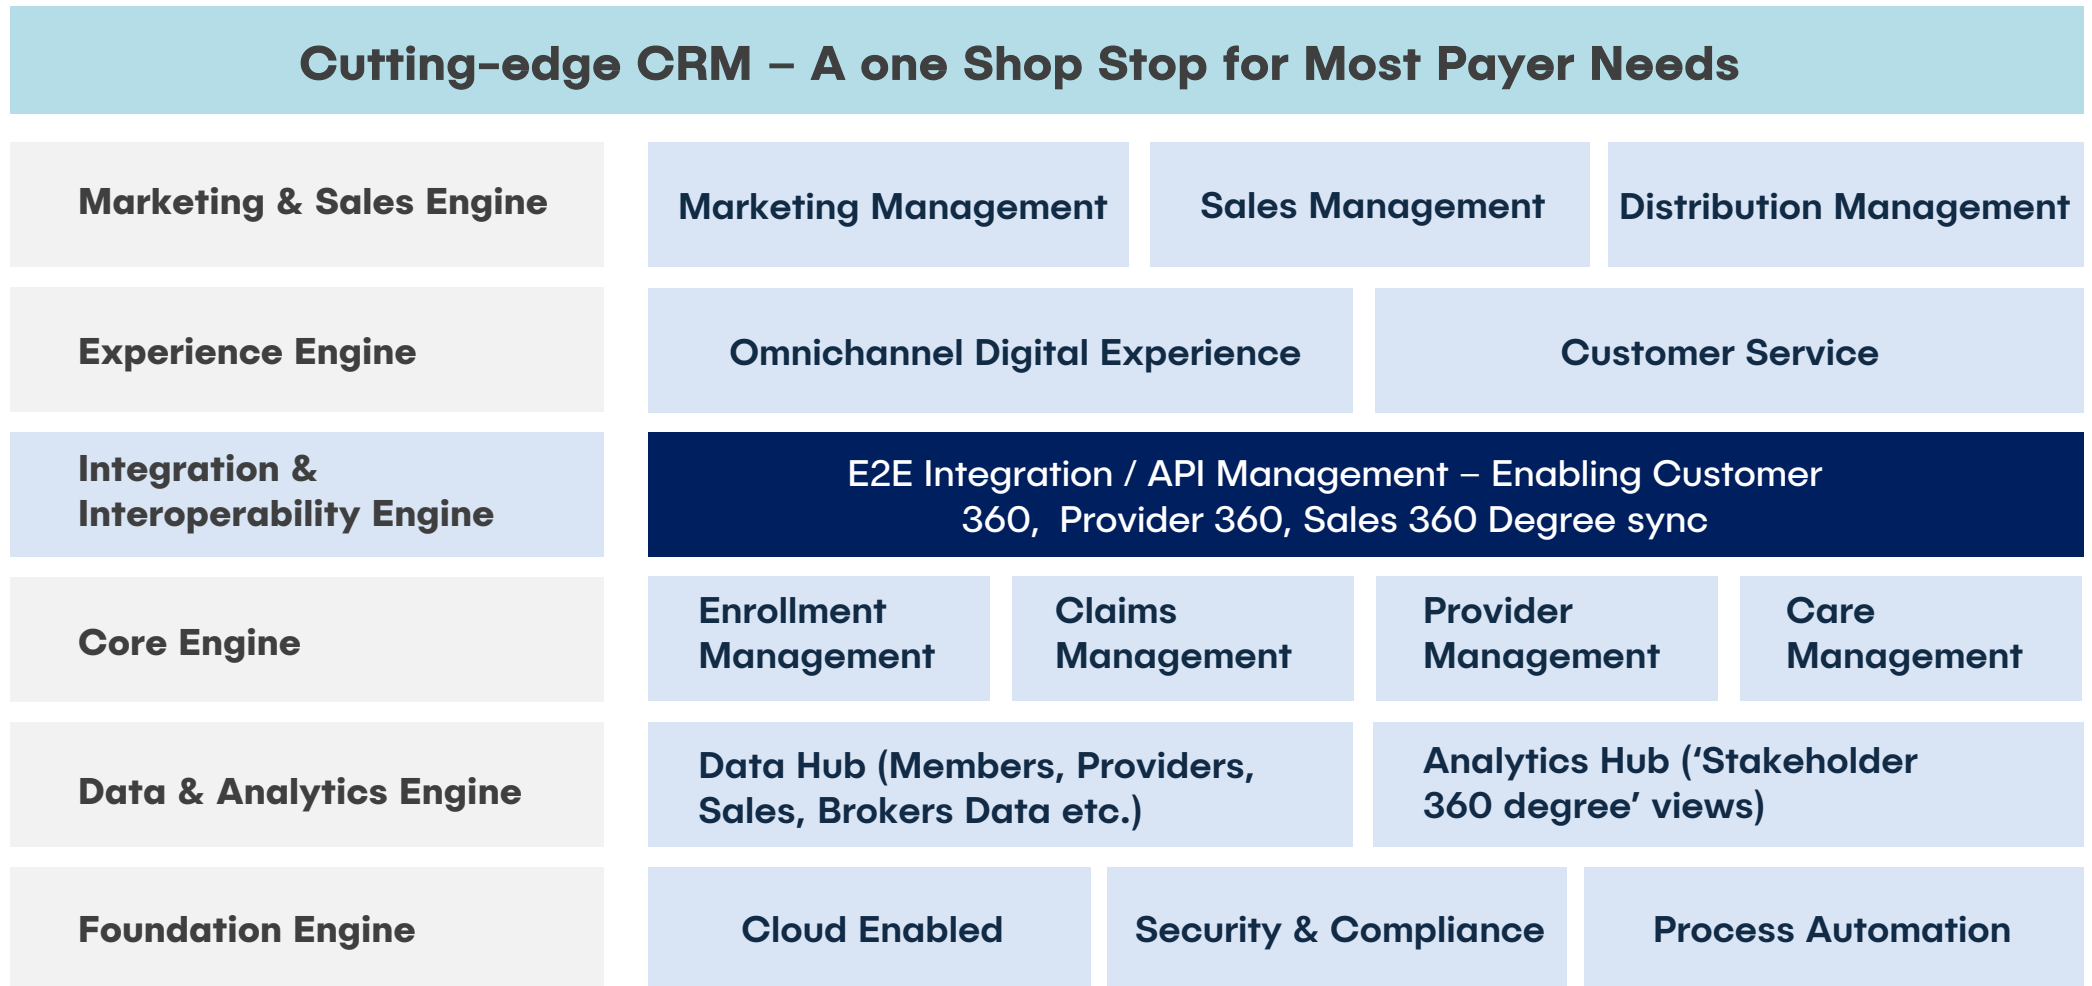 Cutting-edge CRM – A one Shop Stop for Most Payer Needs
Marketing & Sales Engine
Marketing Management
Sales Management
Distribution Management
Experience Engine
Omnichannel Digital Experience
Customer Service
Integration &
Interoperability Engine
E2E Integration / API Management – Enabling Customer
360,  Provider 360, Sales 360 Degree sync
Core Engine
Enrollment
Management
Claims
Management
Provider
Management
Care
Management
Data & Analytics Engine
Data Hub (Members, Providers,
Sales, Brokers Data etc.)
Analytics Hub (‘Stakeholder
360 degree’ views)
Foundation Engine
Cloud Enabled
Security & Compliance
Process Automation